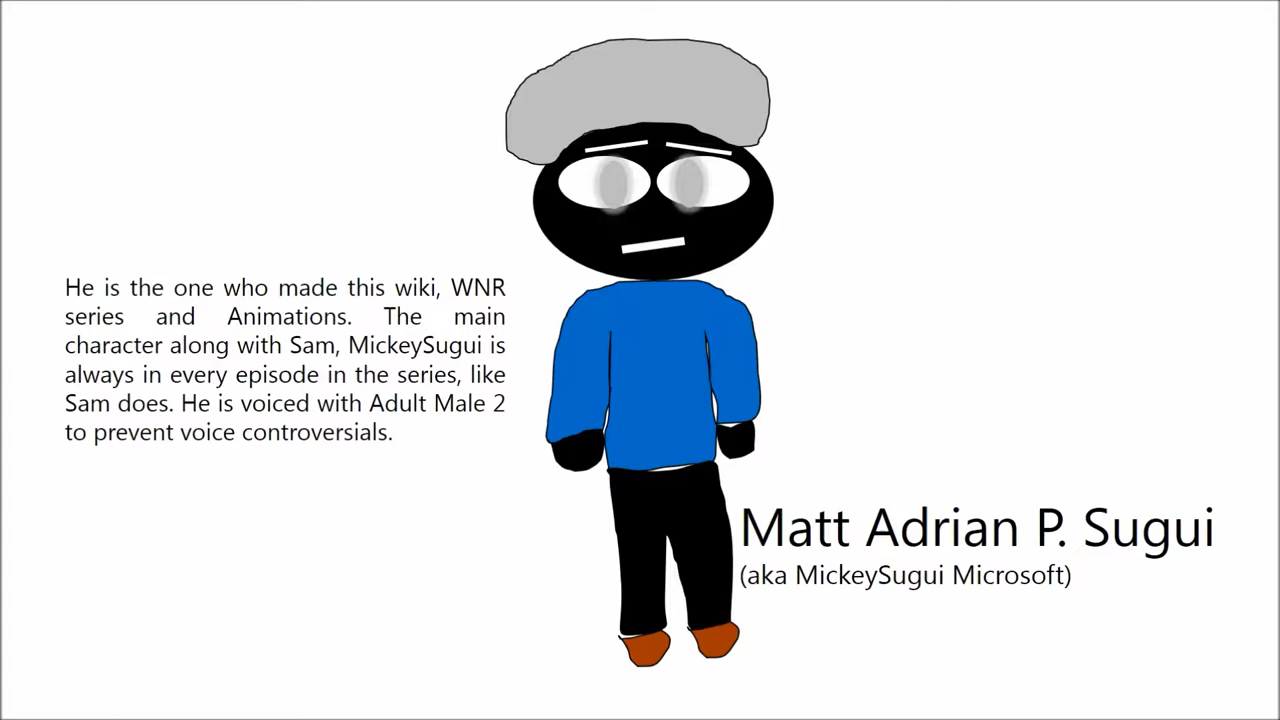 He is the one who made this wiki, WNR
series and Animations. The main
character along with Sam, MickeySugui is
always in every episode in the series, like
Sam does. He is voiced with Adult Male 2
to prevent voice controversials.
Matt Adrian P. Sugui
(aka MickeySugui Microsoft)